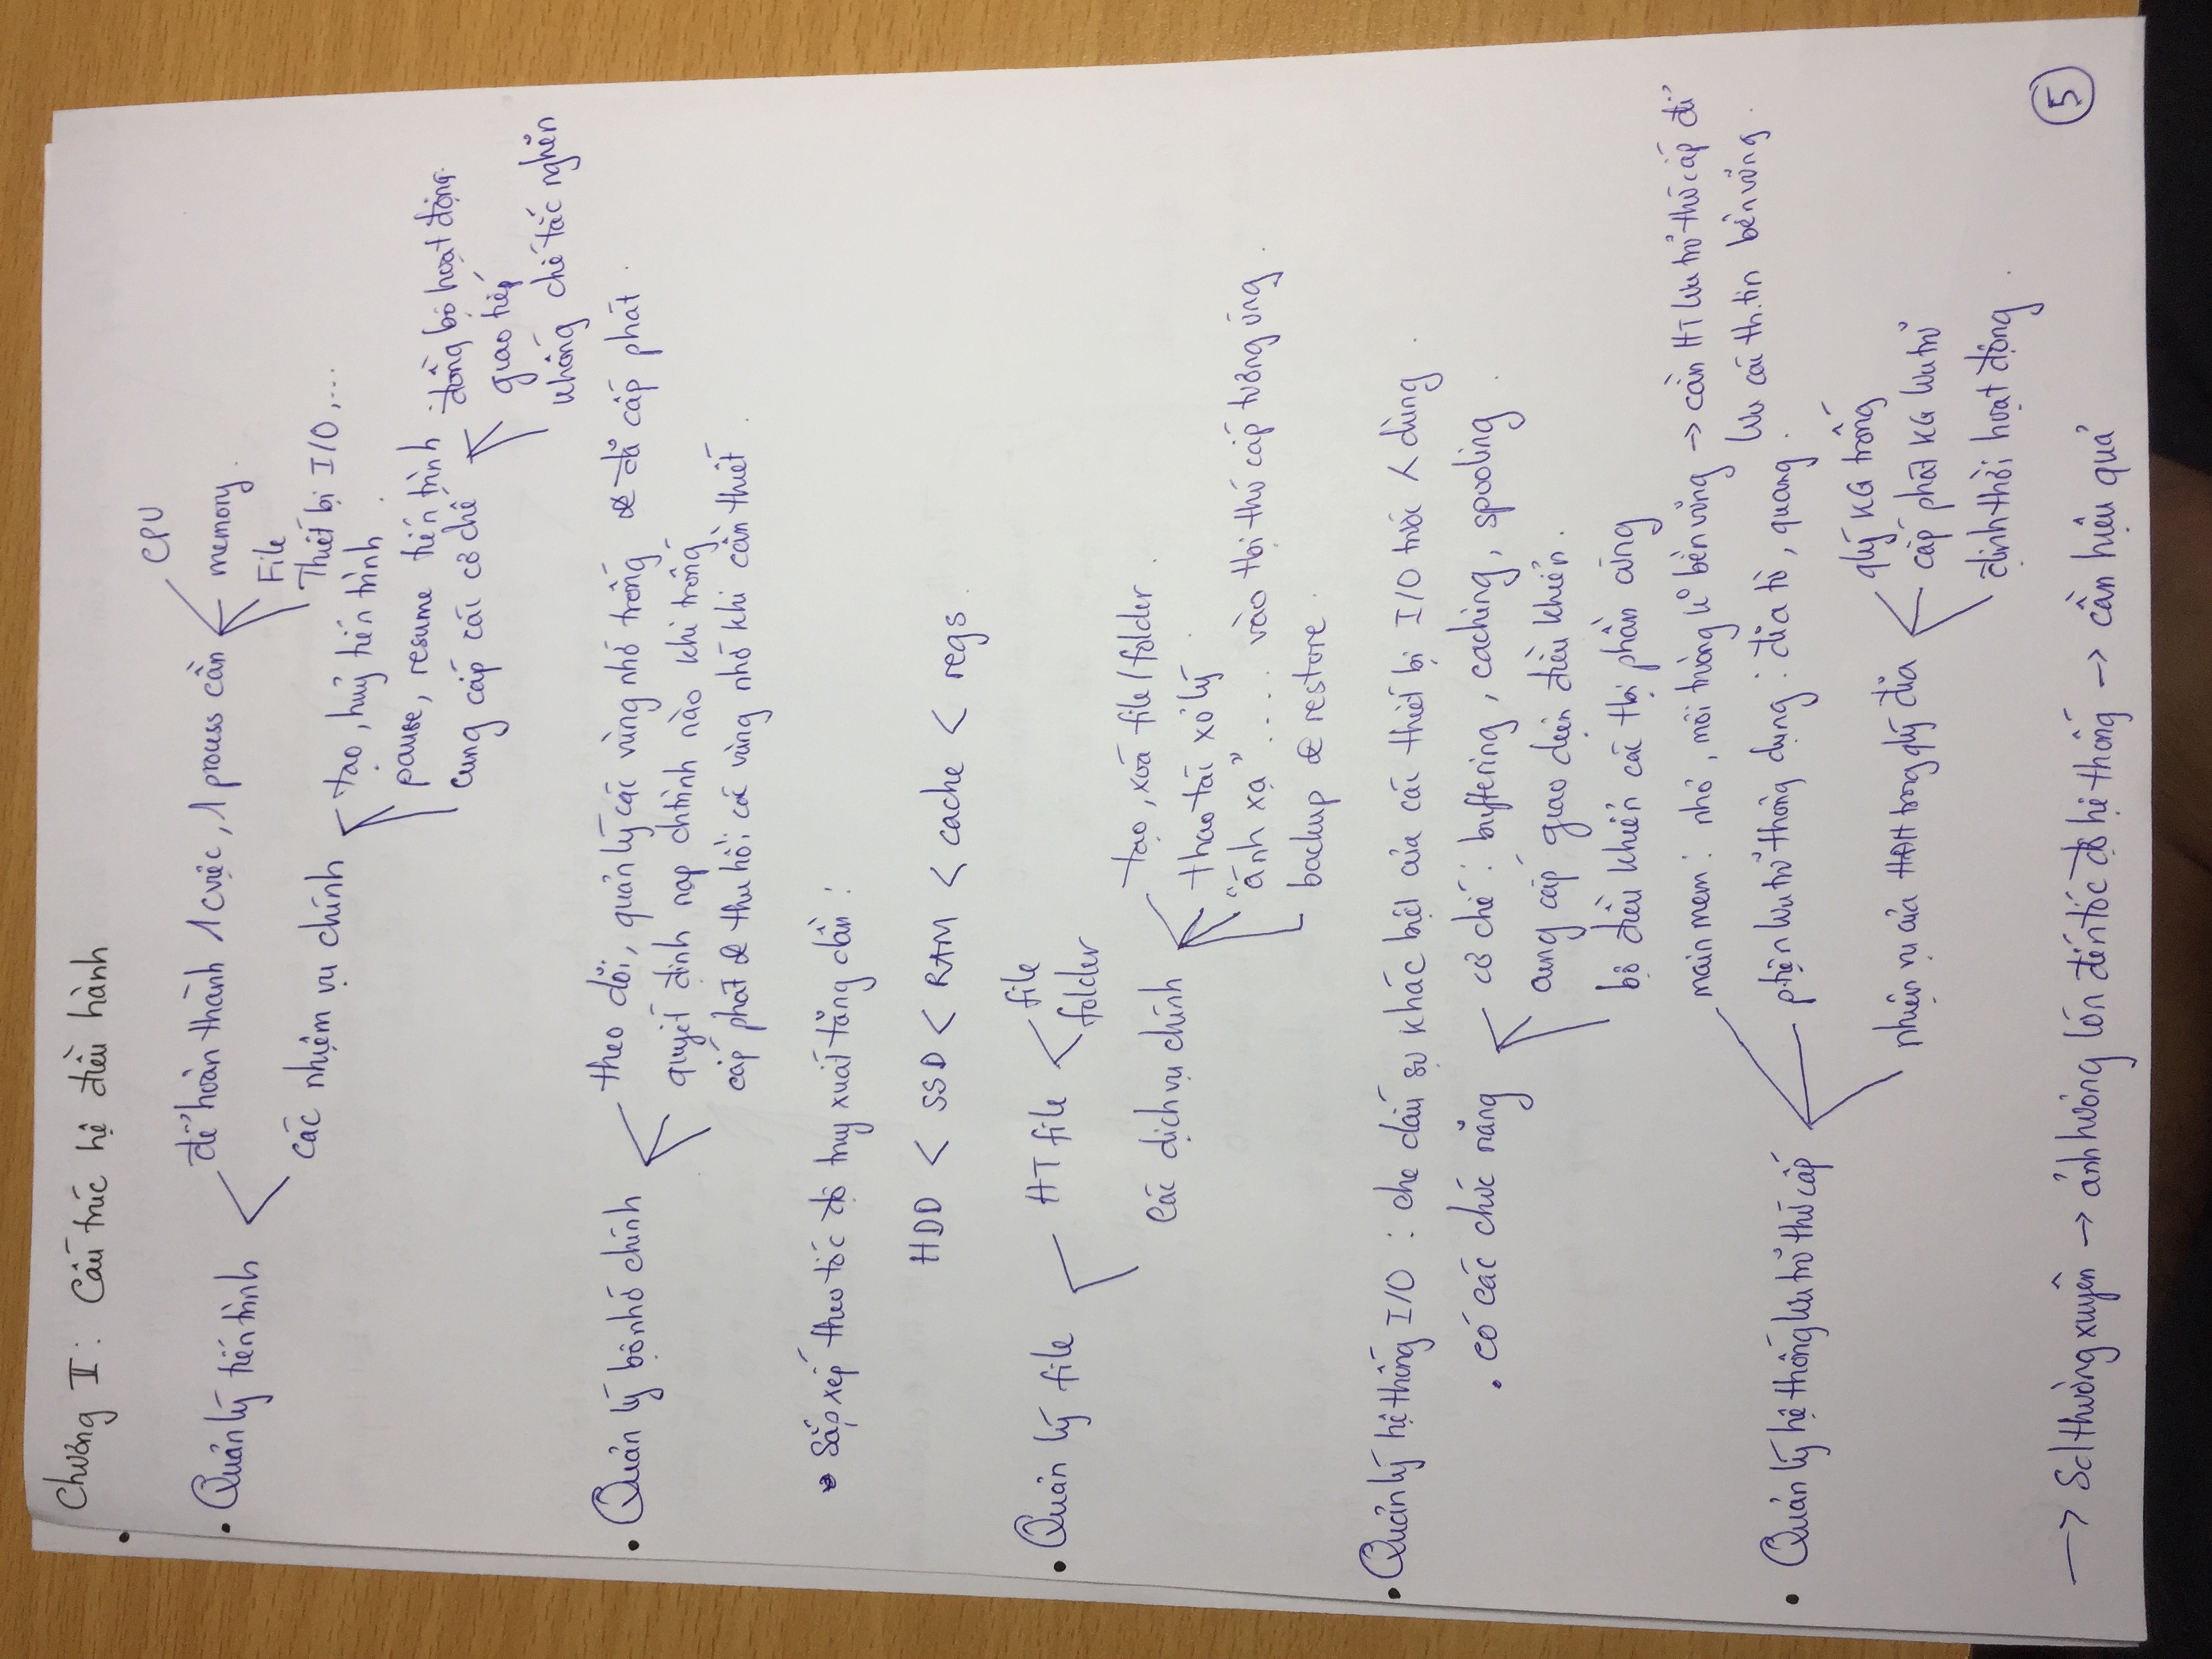 Chương II : Cấu trúc hệ điều hành
• Quản lý tiến trình
để hoàn thành 1 cviệc, 1 process cần
CPU
memory.
File
Thiết bị I/O,...
các nhiệm vụ chính
tạo, huỷ tiến trình.
pause, resume tiến trình
cung cấp các cơ chế
đồng bộ hoạt động.
giao tiếp
khống chế tắc nghẽn
• Quản lý bộ nhớ chính
theo dõi, quản lý các vùng nhớ trống & đã cấp phát.
quyết định nạp chtrình nào khi trống
cấp phát & thu hồi các vùng nhớ khi cần thiết.
Sắp xếp theo tốc độ truy xuất tăng dần :
HDD < SSD < RAM < cache < regs.
• Quản lý file
HT file
file
folder
các dịch vụ chính
tạo, xoá file/folder.
thao tác xử lý.
"ánh xạ" .... vào tbị thứ cấp tương ứng.
backup & restore.
• Quản lý hệ thống I/O : che dấu sự khác biệt của các thiết bị I/O trước < dùng.
. có các chức năng
cơ chế : buffering, caching, spooling.
cung cấp giao diện điều khiển.
bộ điều khiển các tbị phần cứng
• Quản lý hệ thống lưu trữ thứ cấp
main mem : nhỏ, môi trường k° bền vững → cần HT lưu trữ thứ cấp để
lưu các th.tin bền vững.
ptiện lưu trữ thông dụng : đĩa từ, quang.
nhiệm vụ của HĐH trong qlý đĩa
qlý KG trống
cấp phát KG lưu trữ
định thời hoạt động.
→ Sd thường xuyên → ảnh hưởng lớn đến tốc độ hệ thống → cần hiệu quả
5